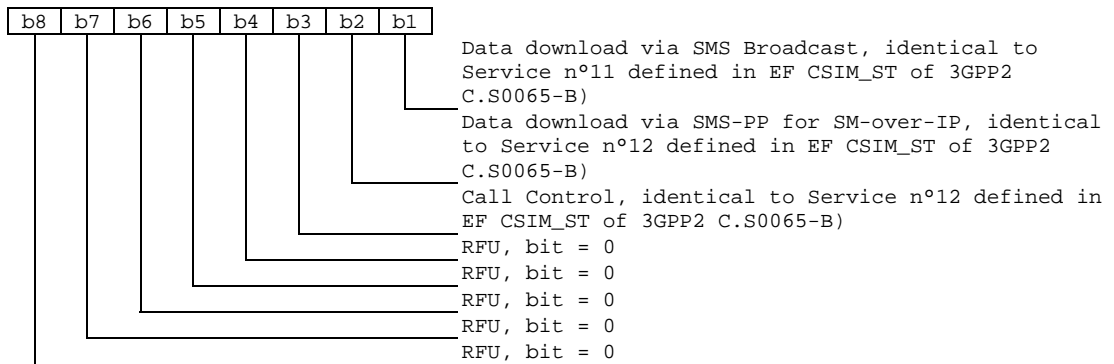 b8 b7 b6 b5 b4 b3 b2 b1
Data download via SMS Broadcast, identical to
Service nº11 defined in EF CSIM_ST of 3GPP2
C.S0065-B)
Data download via SMS-PP for SM-over-IP, identical
to Service nº12 defined in EF CSIM_ST of 3GPP2
C.S0065-B)
Call Control, identical to Service nº12 defined in
EF CSIM_ST of 3GPP2 C.S0065-B)
RFU, bit = 0
RFU, bit = 0
RFU, bit = 0
RFU, bit = 0
RFU, bit = 0